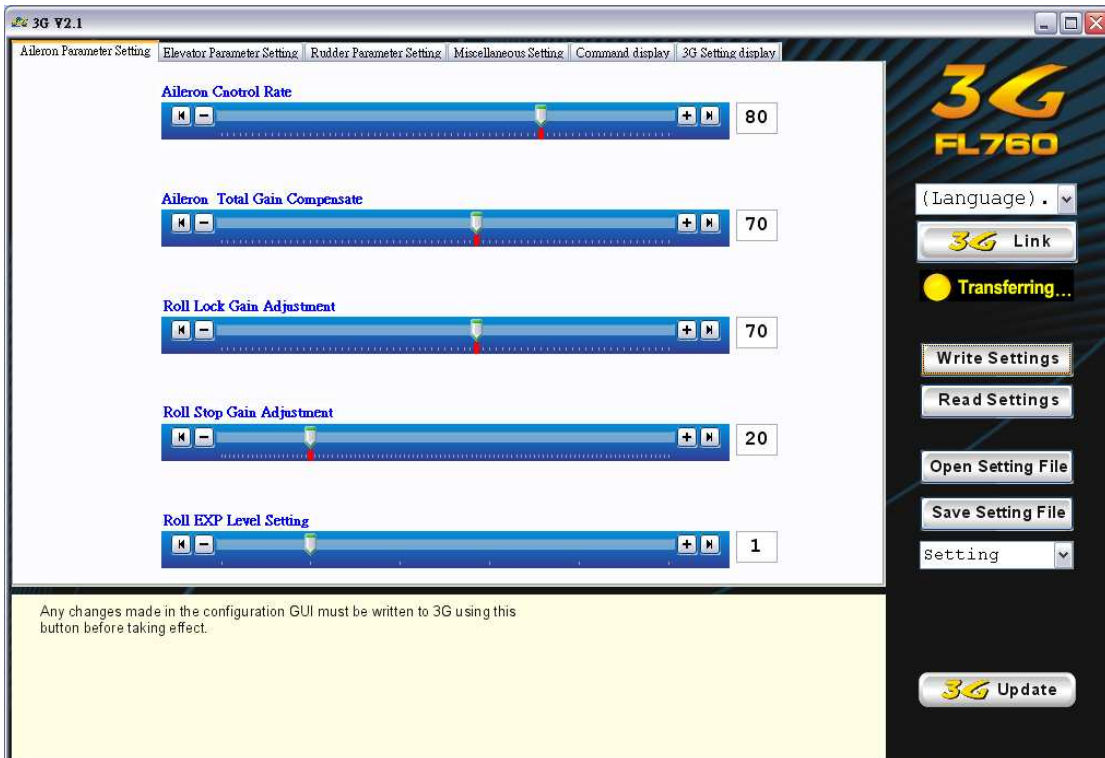 3G V2.1
Aileron Parameter Setting Elevator Parameter Setting Rudder Parameter Setting Miscellaneous Setting Command display 3G Setting display
Aileron Cnotrol Rate
80
Aileron Total Gain Compensate
70
Roll Lock Gain Adjustment
70
Roll Stop Gain Adjustment
20
Roll EXP Level Setting
1
Any changes made in the configuration GUI must be written to 3G using this
button before taking effect.
3G
FL760
(Language).
3G Link
Transferring...
Write Settings
Read Settings
Open Setting File
Save Setting File
Setting
3G Update